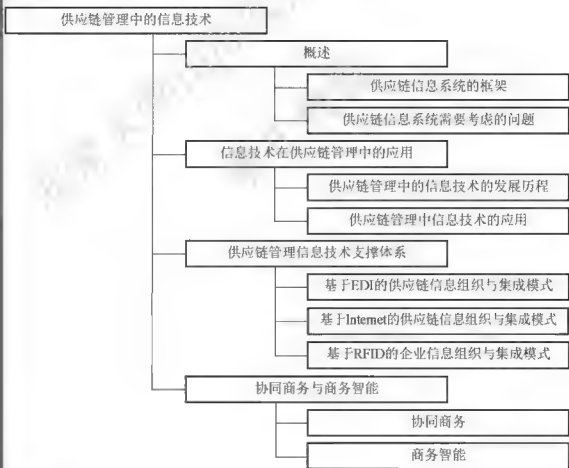 供应链管理中的信息技术
概述
供应链信息系统的框架
供应链信息系统需要考虑的问题
信息技术在供应链管理中的应用
供应链管理中的信息技术的发展历程
供应链管理中信息技术的应用
供应链管理信息技术支撑体系
基于EDI的供应链信息组织与集成模式
基于Internet的供应链信息组织与集成模式
基于RFID的企业信息组织与集成模式
协同商务与商务智能
协同商务
商务智能